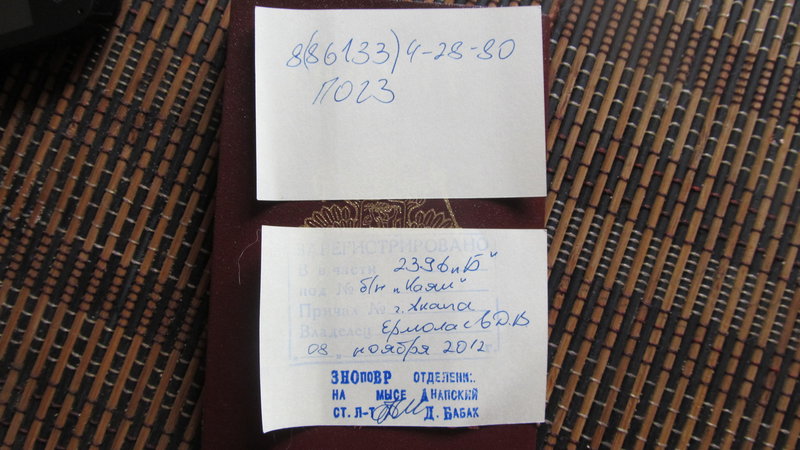 8(86133) 4-28-80
ПОГЗ
ЗАРЕГИСТРИРОВАНО
В в/части 2396 „Б"
под № б/н „Каяк"
Причал № г. Анапа
Владелец Ермолаев Д.В
08 ноября 2012
ЗНОПОВР ОТДЕЛЕНИ
НА МЫСЕ АНАПСКИЙ
СТ. Л-Т Д. БАБАК